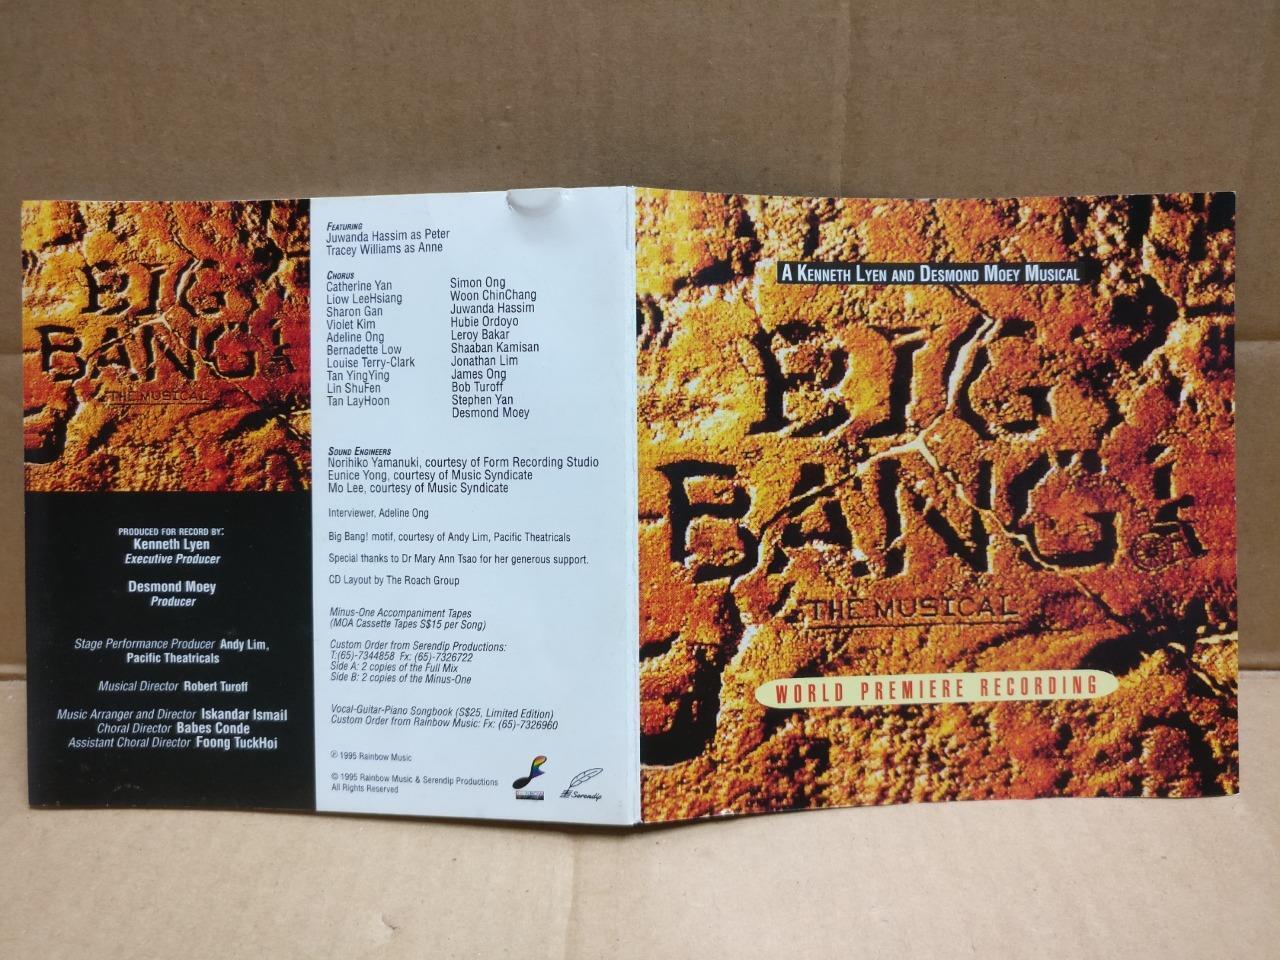 BIG
BANG!
THE MUSICAL
PRODUCED FOR RECORD BY:
Kenneth Lyen
Executive Producer
Desmond Moey
Producer
Stage Performance Producer Andy Lim,
Pacific Theatricals
Musical Director Robert Turoff
Music Arranger and Director Iskandar Ismail
Choral Director Babes Conde
Assistant Choral Director Foong TuckHoi
FEATURING
Juwanda Hassim as Peter
Tracey Williams as Anne
CHORUS
Catherine Yan
Liow LeeHsiang
Sharon Gan
Violet Kim
Adeline Ong
Bernadette Low
Louise Terry-Clark
Tan YingYing
Lin ShuFen
Tan LayHoon
Simon Ong
Woon ChinChang
Juwanda Hassim
Hubie Ordoyo
Leroy Bakar
Shaaban Kamisan
Jonathan Lim
James Ong
Bob Turoff
Stephen Yan
Desmond Moey
SOUND ENGINEERS
Norihiko Yamanuki, courtesy of Form Recording Studio
Eunice Yong, courtesy of Music Syndicate
Mo Lee, courtesy of Music Syndicate
Interviewer, Adeline Ong
Big Bang! motif, courtesy of Andy Lim, Pacific Theatricals
Special thanks to Dr Mary Ann Tsao for her generous support.
CD Layout by The Roach Group
Minus-One Accompaniment Tapes
(MOA Cassette Tapes S$15 per Song)
Custom Order from Serendip Productions:
T:(65)-7344858 Fx: (65)-7326722
Side A: 2 copies of the Full Mix
Side B: 2 copies of the Minus-One
Vocal-Guitar-Piano Songbook (S$25, Limited Edition)
Custom Order from Rainbow Music: Fx: (65)-7326960
℗ 1995 Rainbow Music
© 1995 Rainbow Music & Serendip Productions
All Rights Reserved
Serendip
A KENNETH LYEN AND DESMOND MOEY MUSICAL
BIG
BANG!
THE MUSICAL
WORLD PREMIERE RECORDING